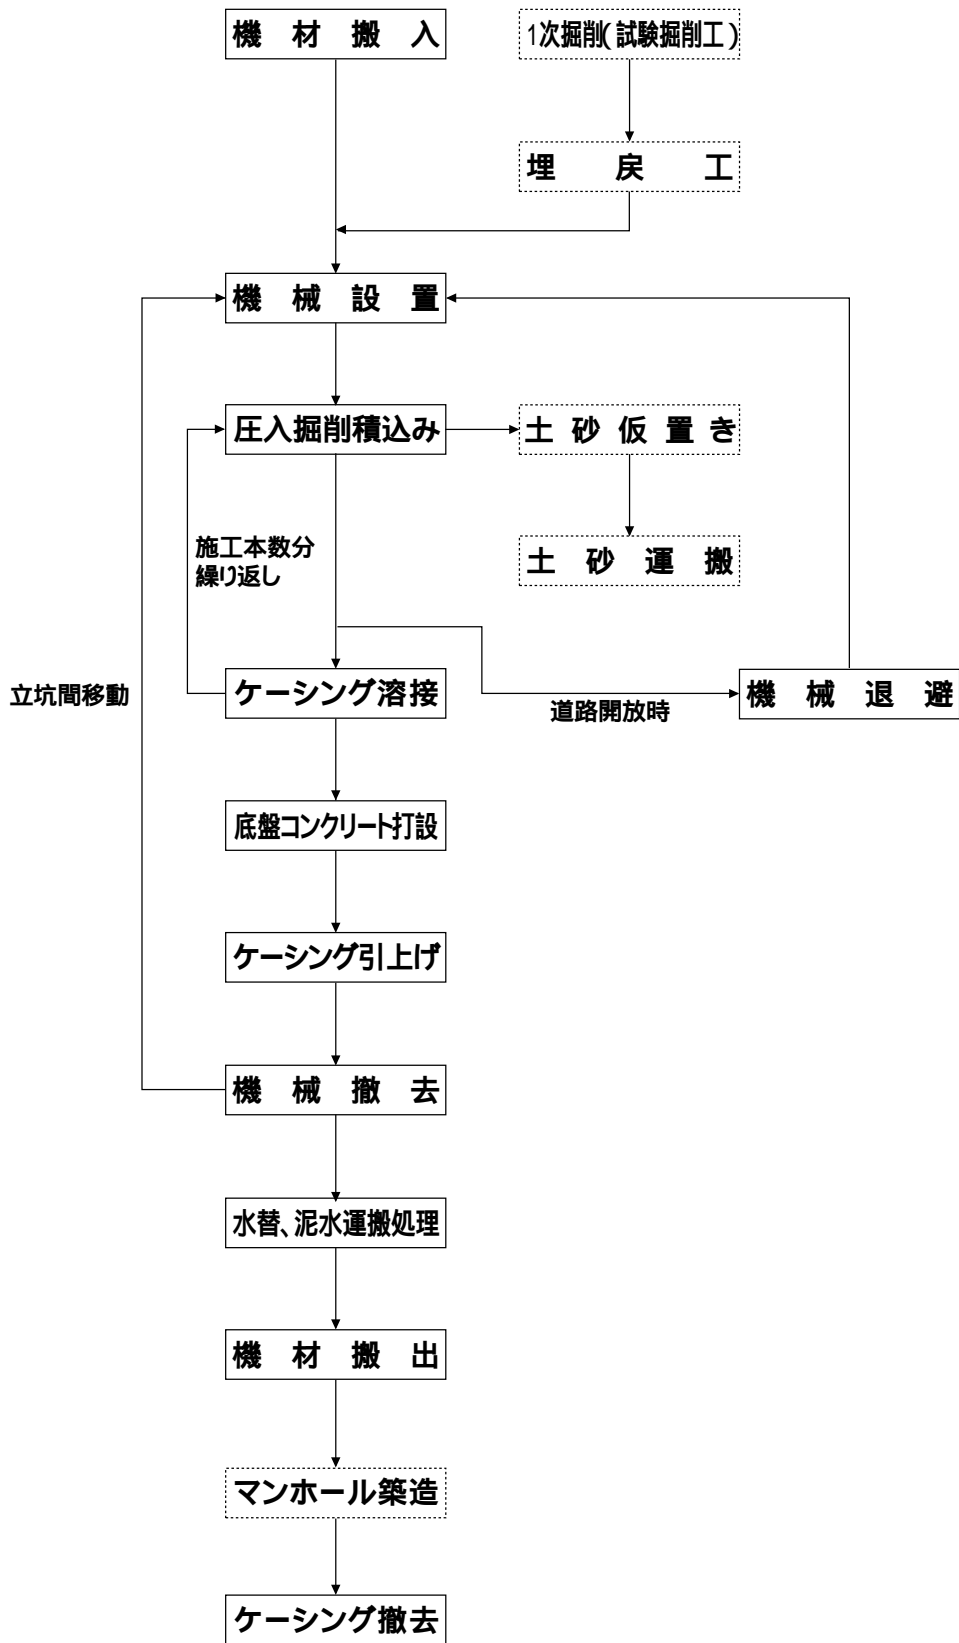 機材搬入
1次掘削(試験掘削工)
埋戻工
機械設置
圧入掘削積込み
土砂仮置き
施工本数分
繰り返し
土砂運搬
立坑間移動
ケーシング溶接
道路開放時
機械退避
底盤コンクリート打設
ケーシング引上げ
機械撤去
水替、泥水運搬処理
機材搬出
マンホール築造
ケーシング撤去